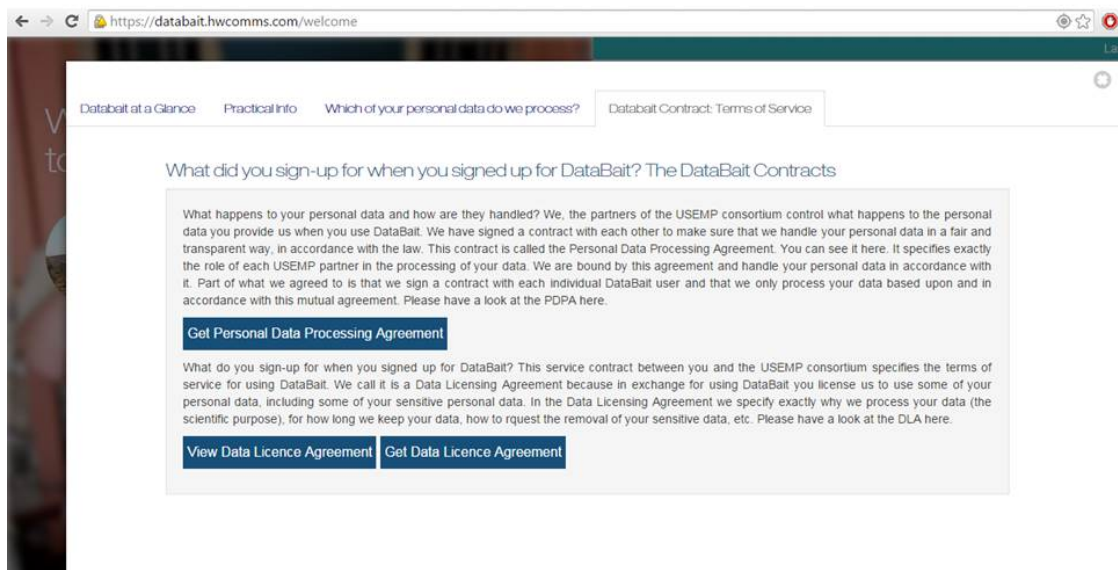 https://databait.hwcomms.com/welcome
La
W
to
Databait at a Glance Practical Info Which of your personal data do we process? Databait Contract: Terms of Service
What did you sign-up for when you signed up for DataBait? The DataBait Contracts
What happens to your personal data and how are they handled? We, the partners of the USEMP consortium control what happens to the personal
data you provide us when you use DataBait. We have signed a contract with each other to make sure that we handle your personal data in a fair and
transparent way, in accordance with the law. This contract is called the Personal Data Processing Agreement. You can see it here. It specifies exactly
the role of each USEMP partner in the processing of your data. We are bound by this agreement and handle your personal data in accordance with
it. Part of what we agreed to is that we sign a contract with each individual DataBait user and that we only process your data based upon and in
accordance with this mutual agreement. Please have a look at the PDPA here.
Get Personal Data Processing Agreement
What do you sign-up for when you signed up for DataBait? This service contract between you and the USEMP consortium specifies the terms of
service for using DataBait. We call it is a Data Licensing Agreement because in exchange for using DataBait you license us to use some of your
personal data, including some of your sensitive personal data. In the Data Licensing Agreement we specify exactly why we process your data (the
scientific purpose), for how long we keep your data, how to rquest the removal of your sensitive data, etc. Please have a look at the DLA here.
View Data Licence Agreement Get Data Licence Agreement